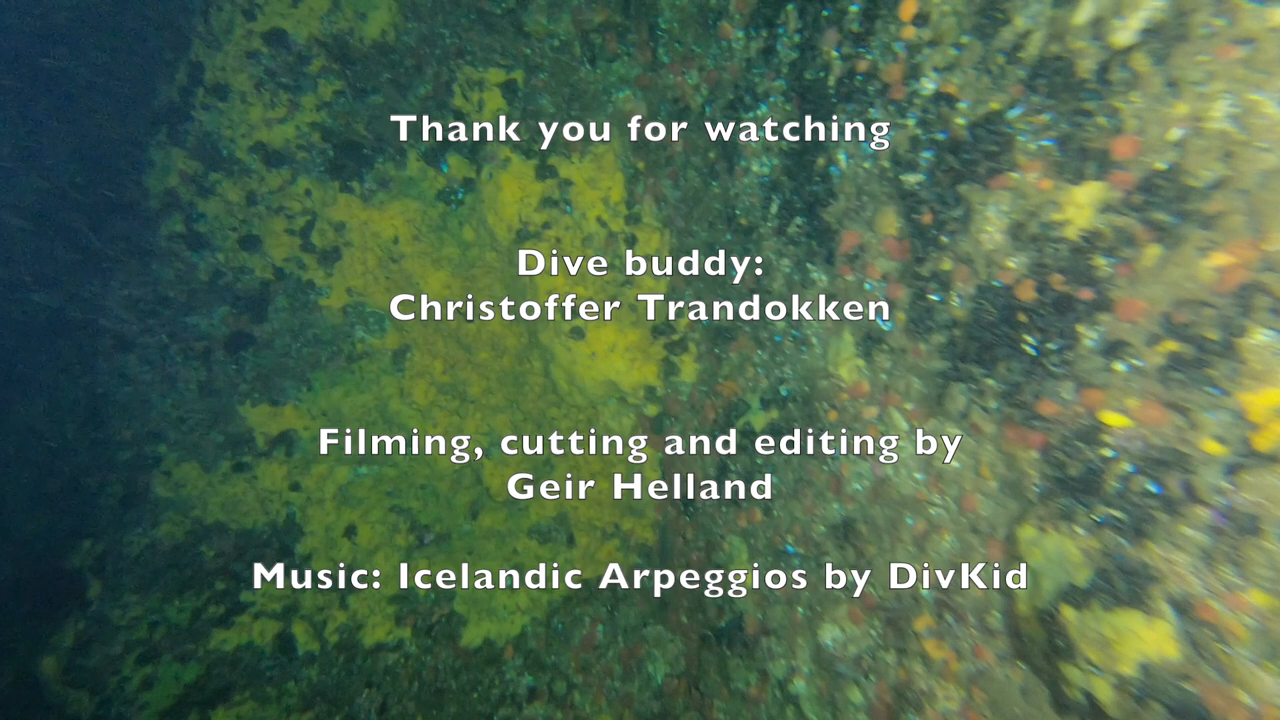 Thank you for watching
Dive buddy:
Christoffer Trandokken
Filming, cutting and editing by
Geir Helland
Music: Icelandic Arpeggios by DivKid